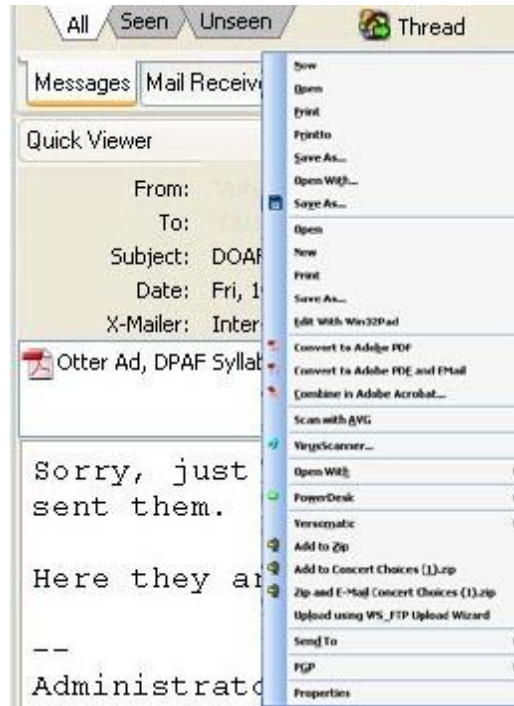 All Seen Unseen Thread
Messages Mail Receive
Quick Viewer
From:
To:
Subject: DOAF
Date: Fri, 1
X-Mailer: Inter
Otter Ad, DPAF Syllab
Sorry, just
sent them.
Here they ar
--
Administrato
New
Open
Print
Printto
Save As...
Open With...
Save As...
Open
New
Print
Save As...
Edit With Win32Pad
Convert to Adobe PDF
Convert to Adobe PDF and EMail
Combine in Adobe Acrobat...
Scan with AVG
VirusScanner...
Open With
PowerDesk
Versomatic
Add to Zip
Add to Concert Choices (1).zip
Zip and E-Mail Concert Choices (1).zip
Upload using WS_FTP Upload Wizard
Send To
PGP
Properties